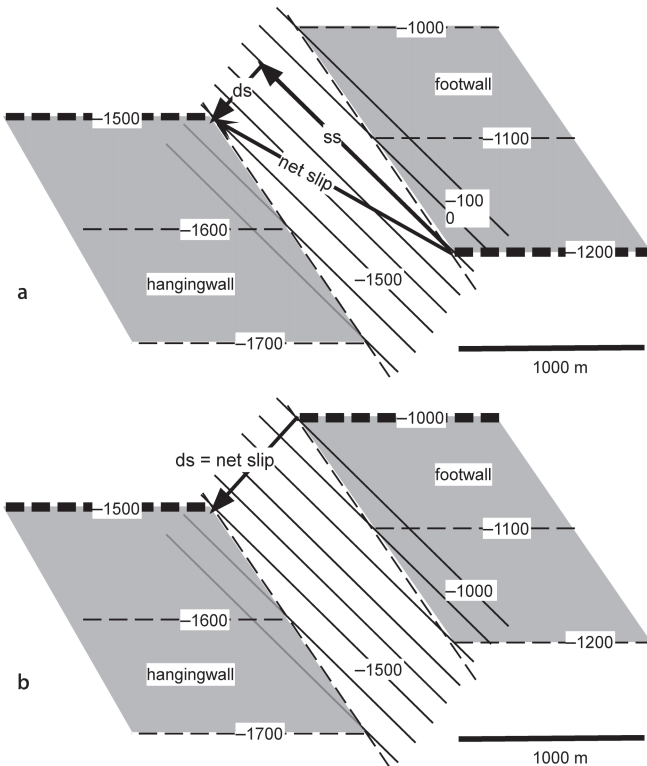 –1000
footwall
ds
–1500
ss
–1100
net slip
–100
0
–1600
–1200
–1500
hangingwall
a
–1700
1000 m
–1000
ds = net slip
footwall
–1500
–1100
–1000
–1600
–1200
–1500
hangingwall
b
–1700
1000 m